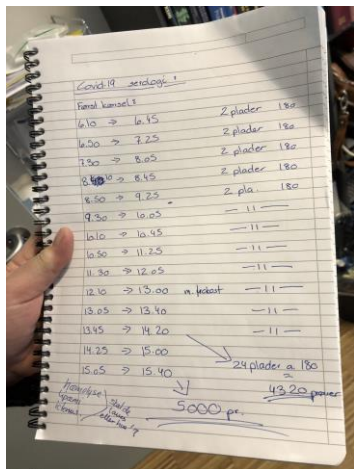 Covid-19 serologi:
6.10 → 6.45 2 plader 180
6.50 → 7.25 2 plader 180
7.30 → 8.05 2 plader 180
8.10 → 8.45 2 plader 180
8.50 → 9.25 2 pla. 180
9.30 → 10.05 — 11 —
10.10 → 10.45 — 11 —
10.50 → 11.25 — 11 —
11.30 → 12.05 — 11 —
12.10 → 13.00 — 11 —
13.05 → 13.40 — 11 —
13.45 → 14.20 — 11 —
14.25 → 15.00
24 plader a 180
15.05 → 15.40
4320 prøver
5000 pr.